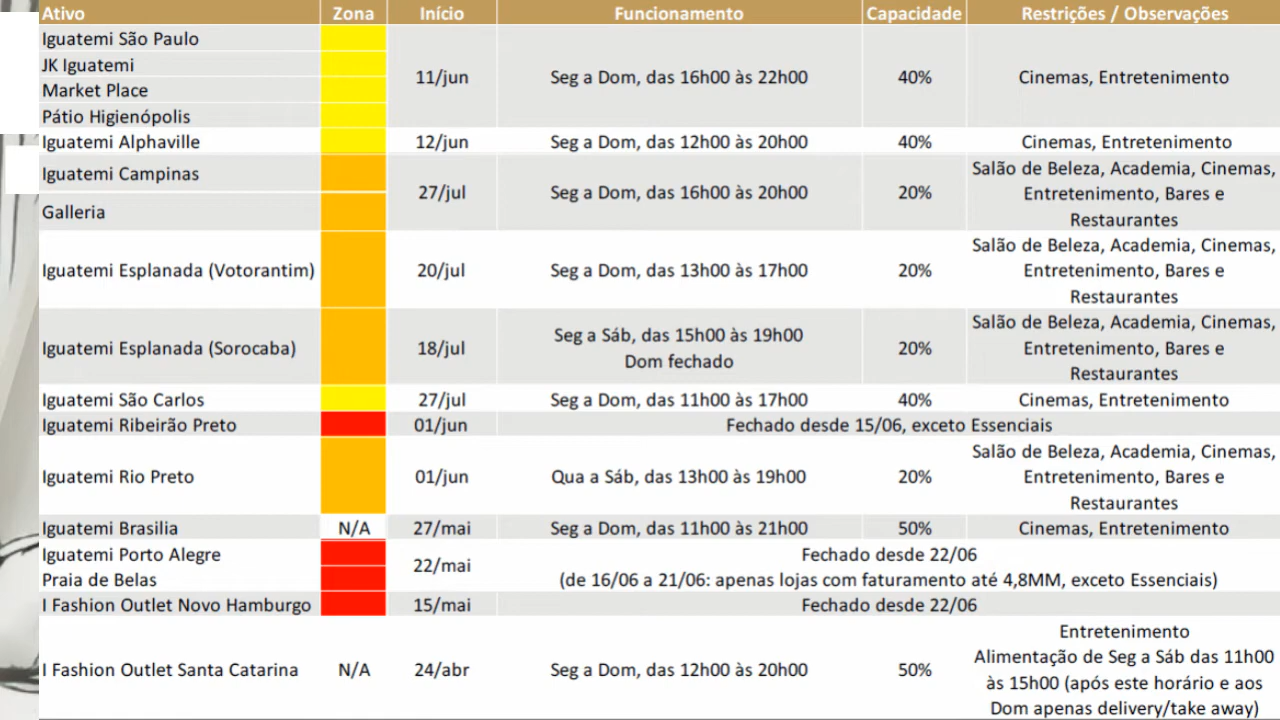 Ativo Zona Início Funcionamento Capacidade Restrições / Observações
Iguatemi São Paulo
JK Iguatemi
11/jun Seg a Dom, das 16h00 às 22h00 40% Cinemas, Entretenimento
Market Place
Pátio Higienópolis
Iguatemi Alphaville 12/jun Seg a Dom, das 12h00 às 20h00 40% Cinemas, Entretenimento
Iguatemi Campinas
Galleria
27/jul Seg a Dom, das 16h00 às 20h00 20%
Salão de Beleza, Academia, Cinemas,
Entretenimento, Bares e
Restaurantes
Iguatemi Esplanada (Votorantim) 20/jul Seg a Dom, das 13h00 às 17h00 20%
Salão de Beleza, Academia, Cinemas,
Entretenimento, Bares e
Restaurantes
Iguatemi Esplanada (Sorocaba) 18/jul
Seg a Sáb, das 15h00 às 19h00
Dom fechado
20%
Salão de Beleza, Academia, Cinemas,
Entretenimento, Bares e
Restaurantes
Iguatemi São Carlos 27/jul Seg a Dom, das 11h00 às 17h00 40% Cinemas, Entretenimento
Iguatemi Ribeirão Preto 01/jun Fechado desde 15/06, exceto Essenciais
Iguatemi Rio Preto 01/jun Qua a Sáb, das 13h00 às 19h00 20%
Salão de Beleza, Academia, Cinemas,
Entretenimento, Bares e
Restaurantes
Iguatemi Brasilia N/A 27/mai Seg a Dom, das 11h00 às 21h00 50% Cinemas, Entretenimento
Iguatemi Porto Alegre
Praia de Belas
22/mai
Fechado desde 22/06
(de 16/06 a 21/06: apenas lojas com faturamento até 4,8MM, exceto Essenciais)
I Fashion Outlet Novo Hamburgo 15/mai Fechado desde 22/06
I Fashion Outlet Santa Catarina N/A 24/abr Seg a Dom, das 12h00 às 20h00 50%
Entretenimento
Alimentação de Seg a Sáb das 11h00
às 15h00 (após este horário e aos
Dom apenas delivery/take away)